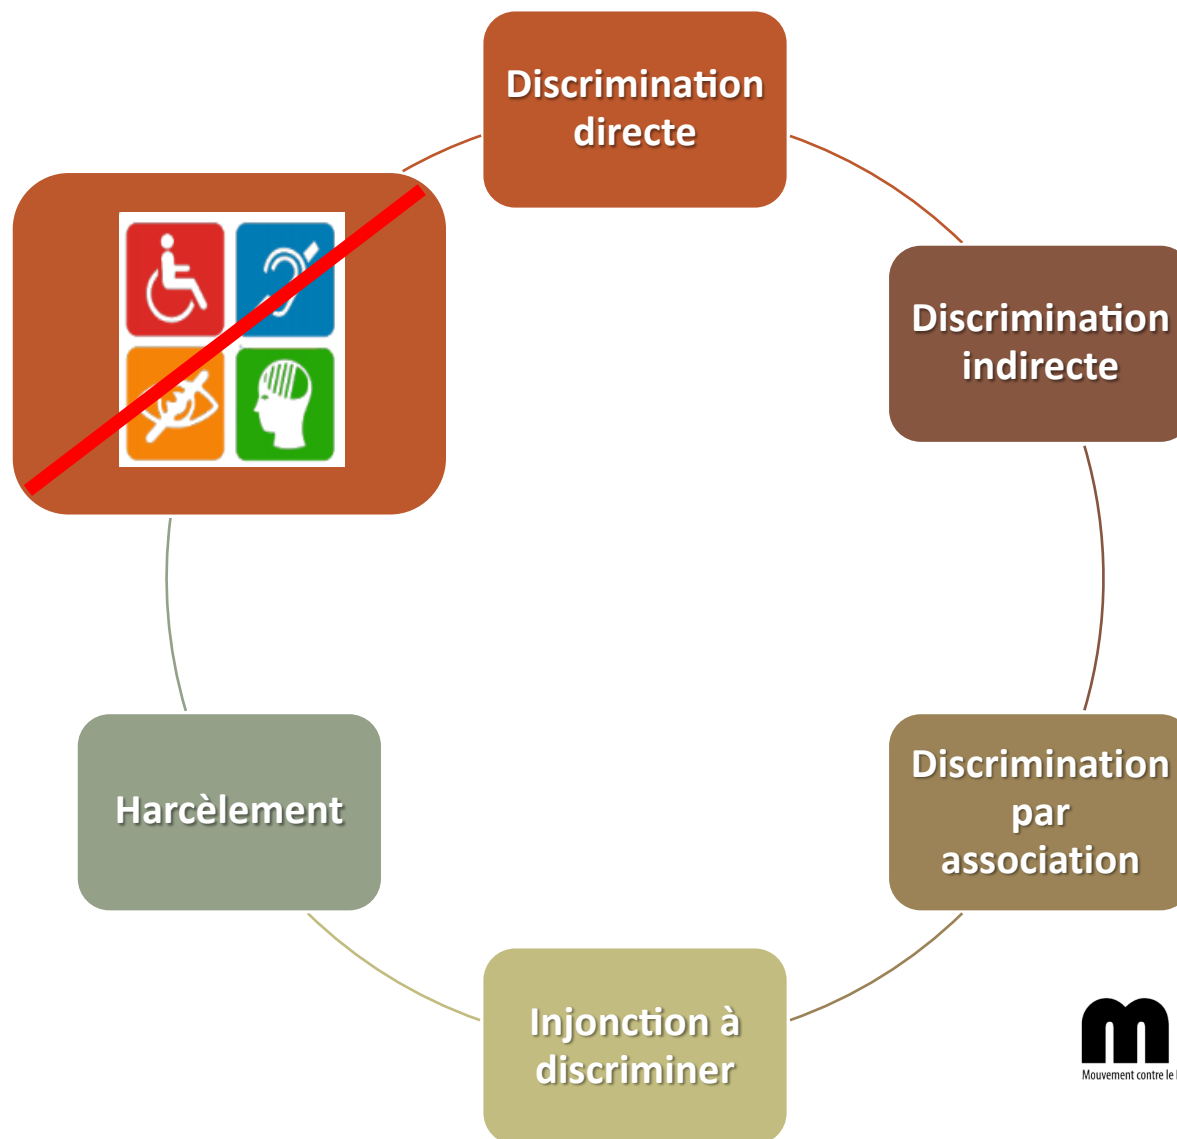 Discrimination
directe
Discrimination
indirecte
Discrimination
par
association
Injonction à
discriminer
Harcèlement
m
Mouvement contre le